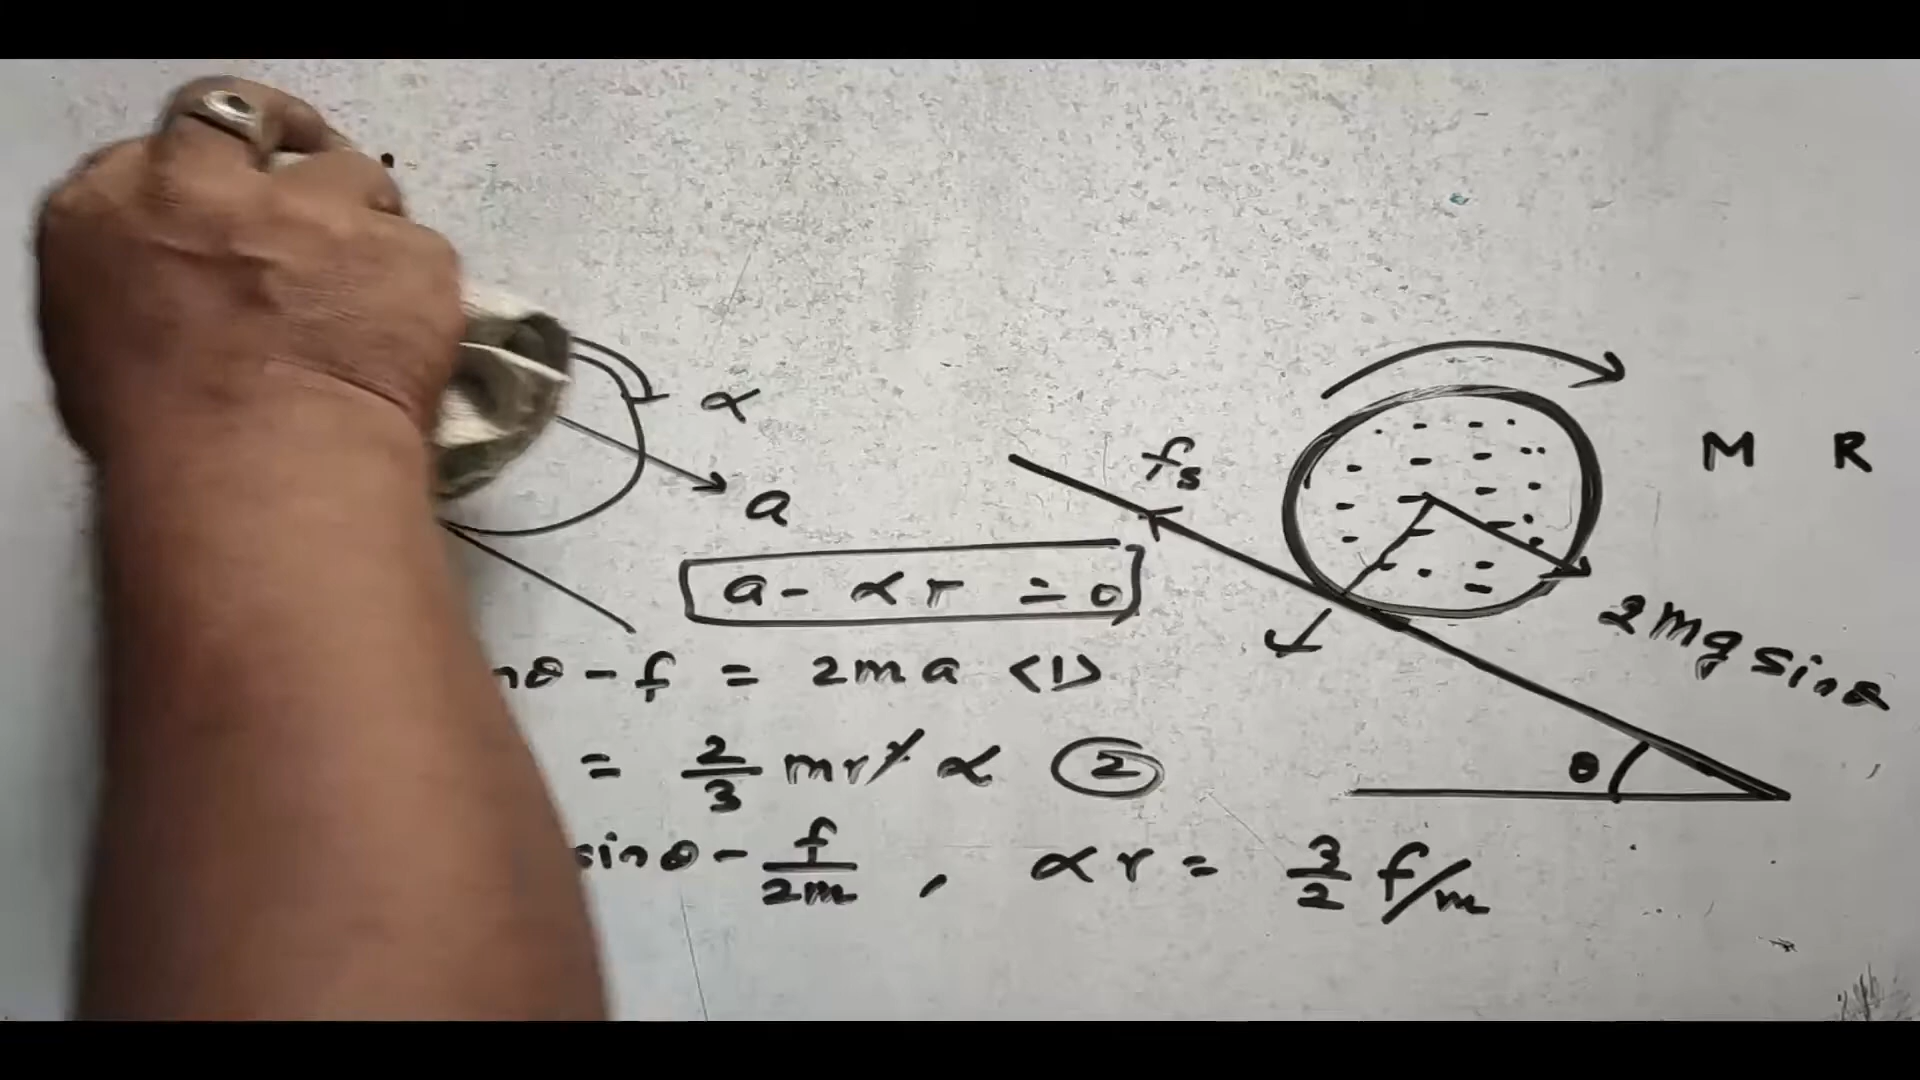 α
a
a - αr = 0
fs
M R
2mg sinθ
θ
- f = 2ma <1>
= 2/3 mr² α ②
sinθ - f/2m , αr = 3/2 f/m